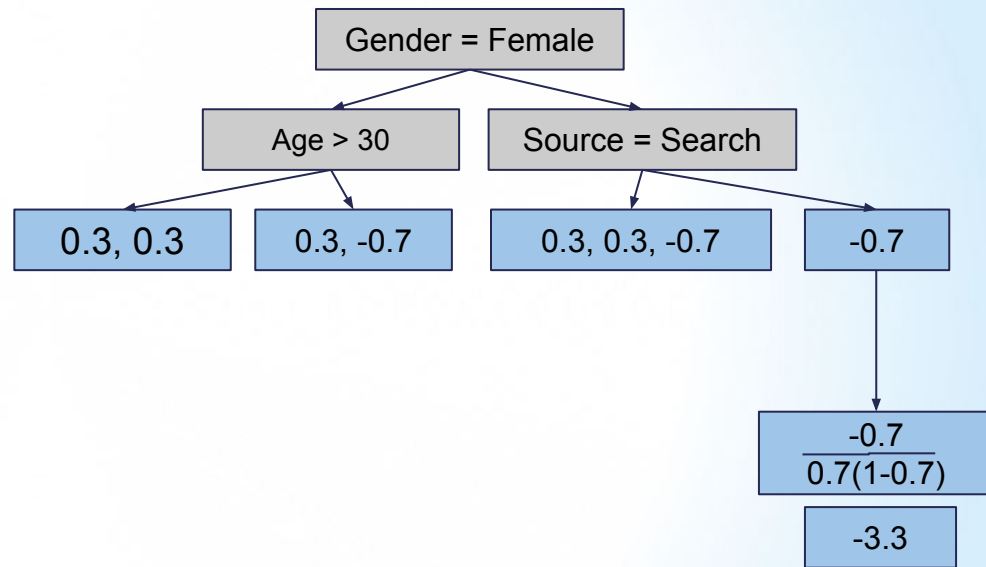 Gender = Female
Age > 30
Source = Search
0.3, 0.3
0.3, -0.7
0.3, 0.3, -0.7
-0.7
-0.7
0.7(1-0.7)
-3.3